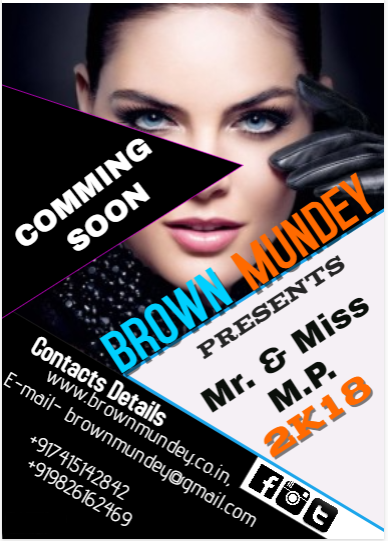 COMMING
SOON
BROWN MUNDEY
PRESENTS
Mr. & Miss
M.P.
2K18
Contacts Details
www.brownmundey.co.in,
E-mail- brownmundey@gmail.com
+917415142842
+919826162469